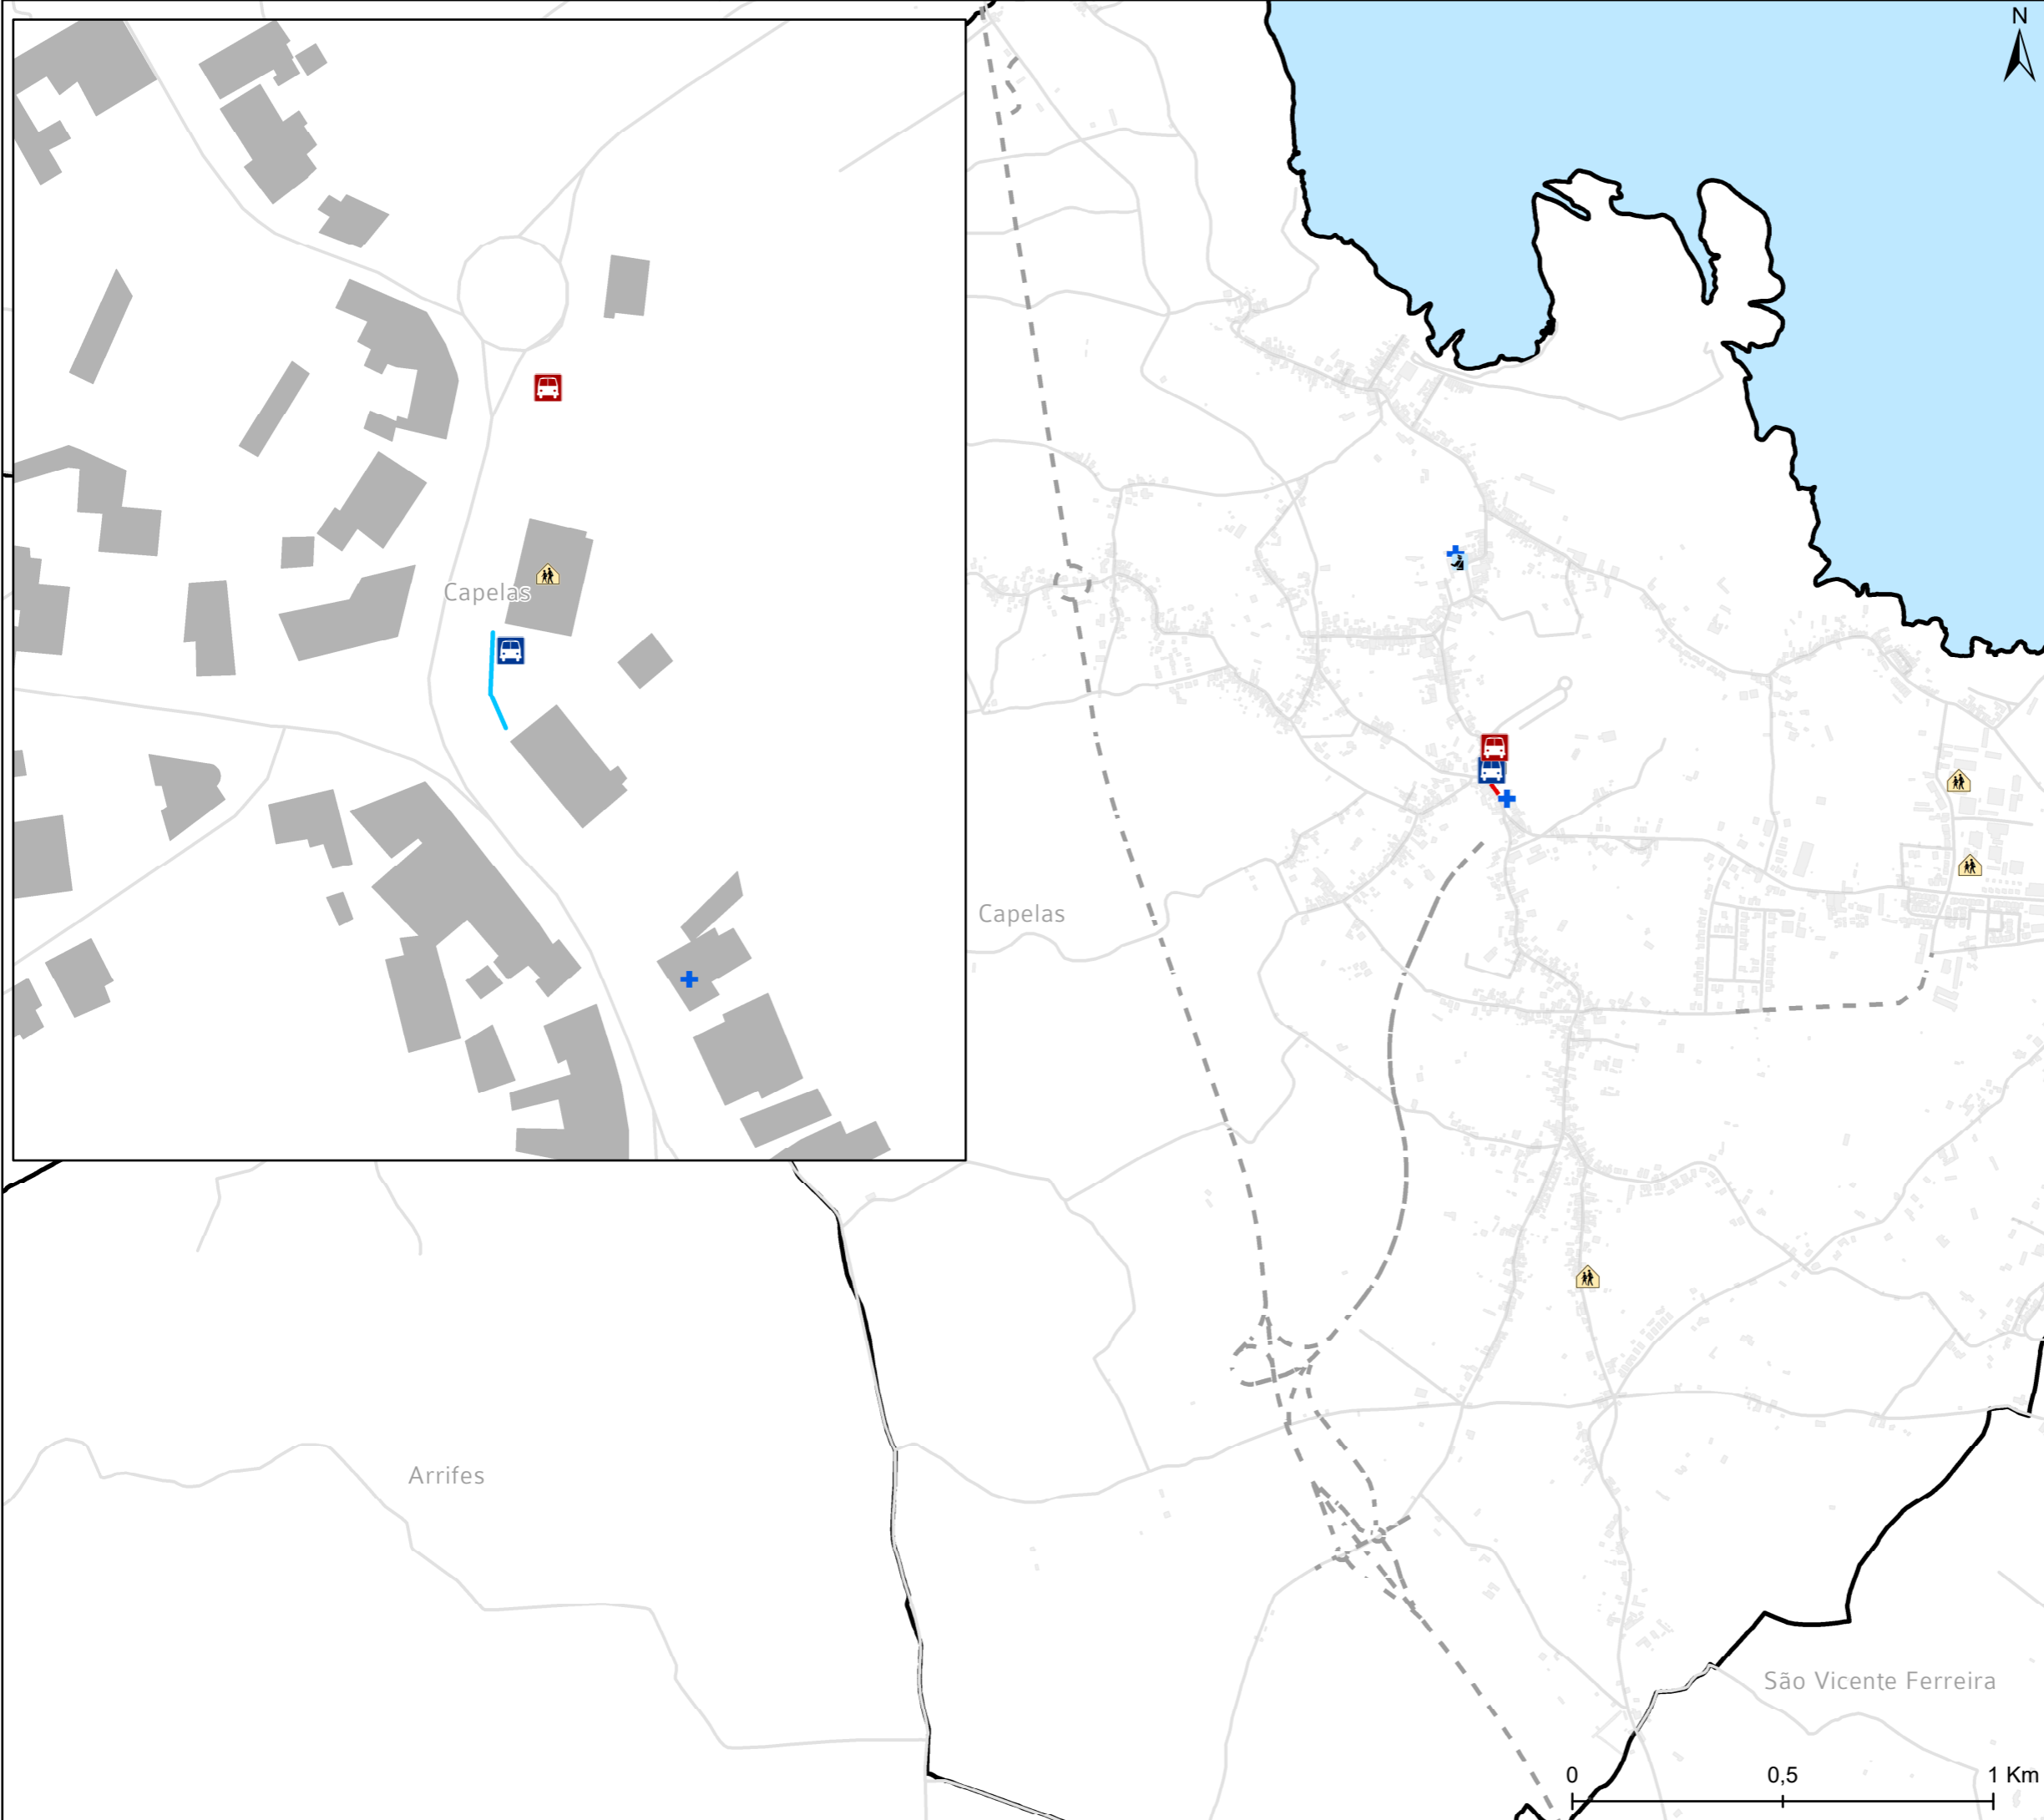 N
Capelas
Capelas
Arrifes
São Vicente Ferreira
0 0,5 1 Km